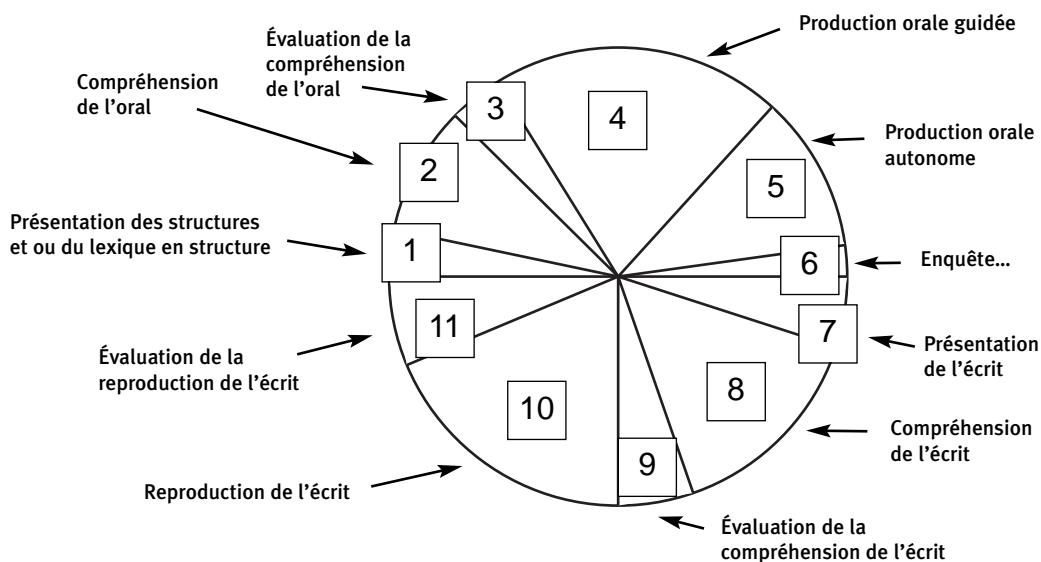 Production orale guidée
Évaluation de la
compréhension
de l'oral
Compréhension
de l'oral
3
4
Production orale
autonome
2
5
Présentation des structures
et ou du lexique en structure
1
6
Enquête...
11
7
Présentation
de l'écrit
Évaluation de la
reproduction de l'écrit
8
10
Compréhension
de l'écrit
9
Reproduction de l'écrit
Évaluation de la
compréhension de l'écrit